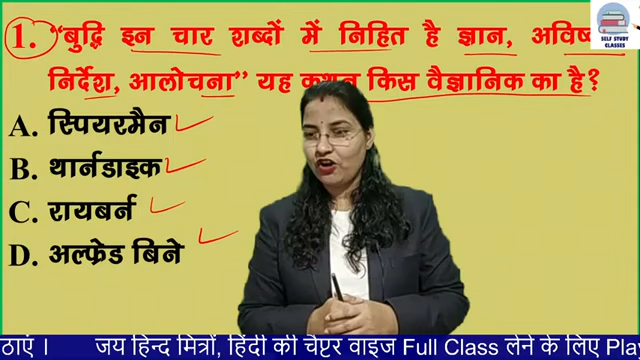 1. “बुद्धि इन चार शब्दों में निहित है ज्ञान, अविष्
निर्देश, आलोचना” यह किस वैज्ञानिक का है?
A. स्पियरमैन
B. थार्नडाइक
C. रायबर्न
D. अल्फ्रेड बिने
SELF STUDY
CLASSES
ठाएं । जय हिन्द मित्रों, हिंदी की चैप्टर वाइज Full Class लेने के लिए Pla